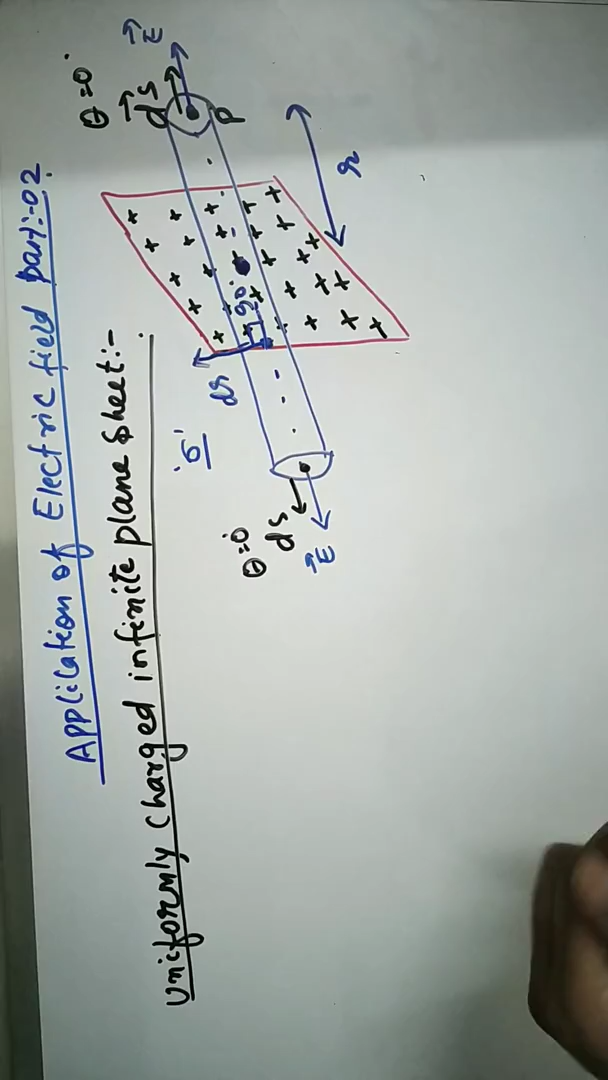 Application of Electric field part:-02
Uniformly charged infinite plane sheet:-
'σ'
θ=0°
ds
E
90°
ds
θ=0°
ds
E
P
r